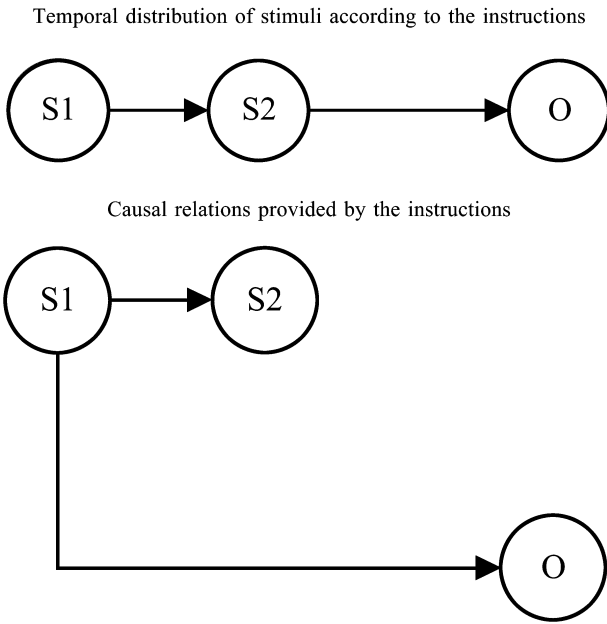 Temporal distribution of stimuli according to the instructions
S1 S2 O
Causal relations provided by the instructions
S1 S2
O